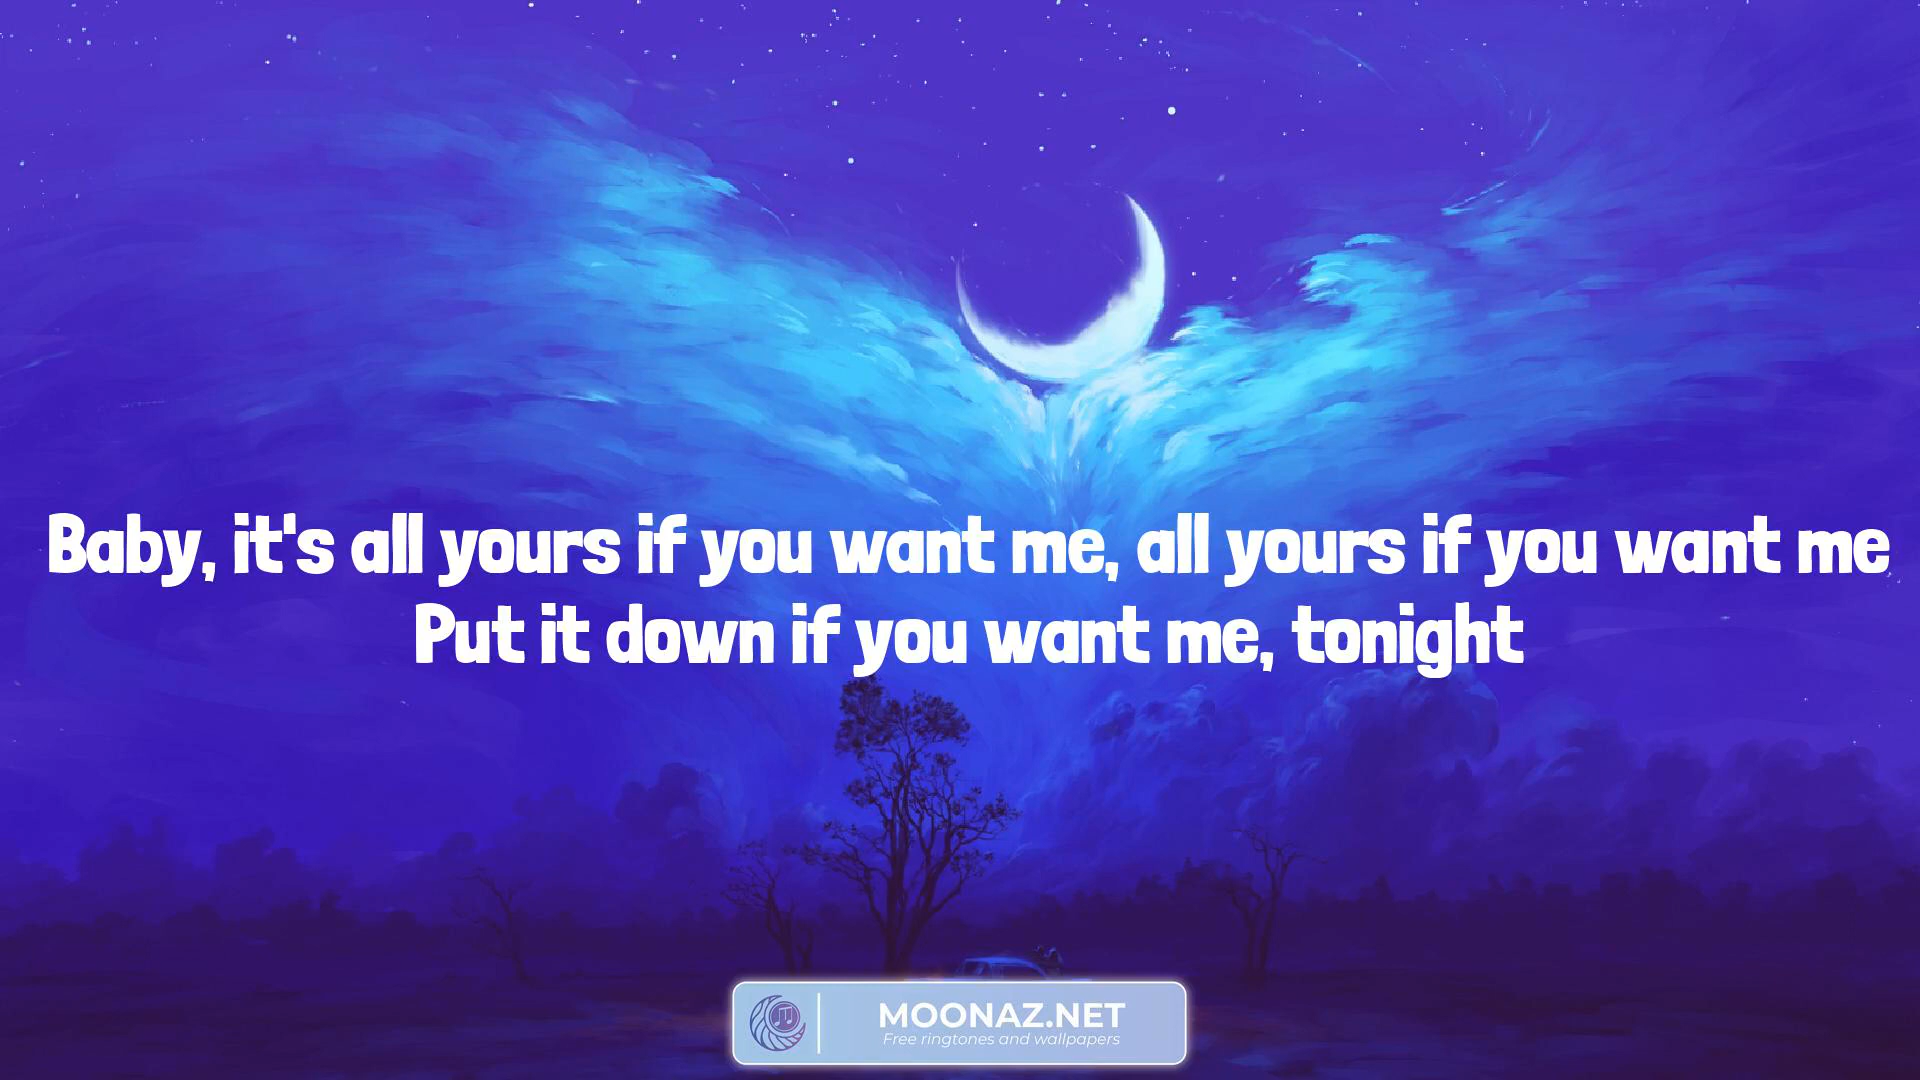 Baby, it's all yours if you want me, all yours if you want me
Put it down if you want me, tonight
MOONAZ.NET
Free ringtones and wallpapers